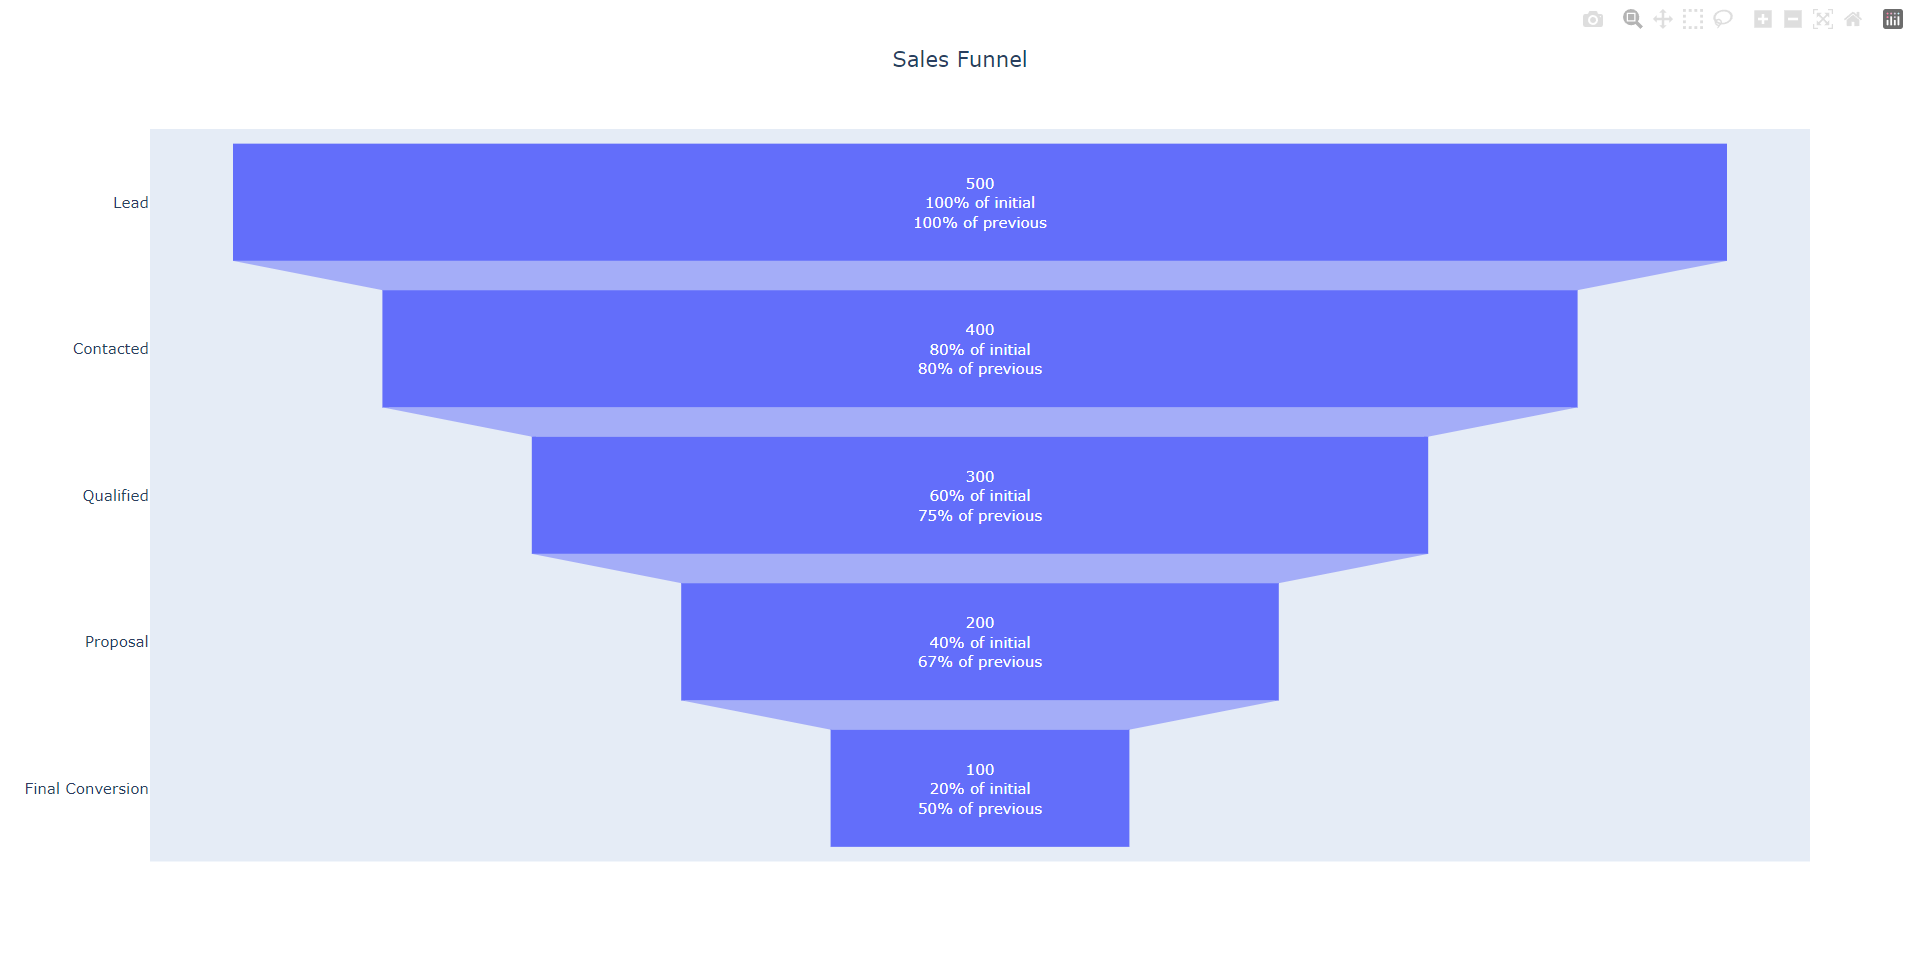 Sales Funnel
Lead
500
100% of initial
100% of previous
Contacted
400
80% of initial
80% of previous
Qualified
300
60% of initial
75% of previous
Proposal
200
40% of initial
67% of previous
Final Conversion
100
20% of initial
50% of previous